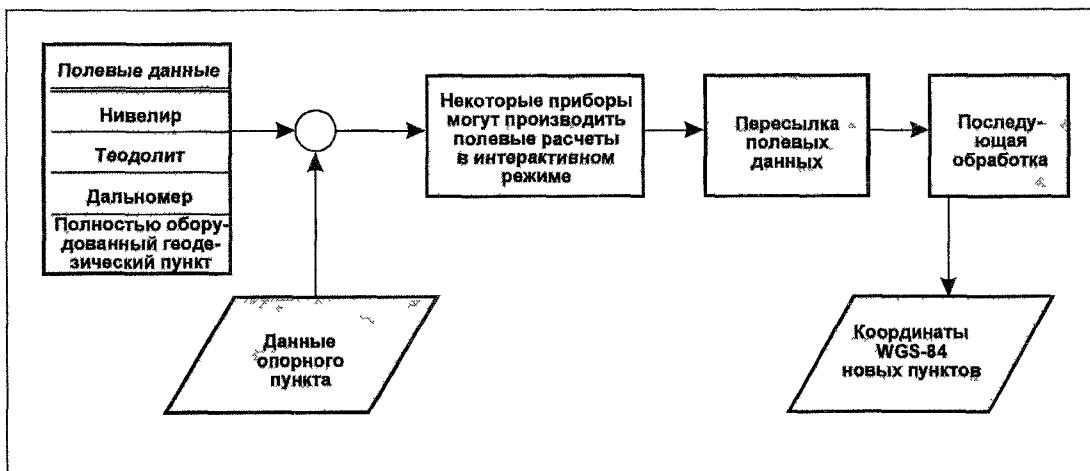 Полевые данные
Нивелир
Теодолит
Дальномер
Полностью обору-
дованный геоде-
зический пункт
Некоторые приборы
могут производить
полевые расчеты
в интерактивном
режиме
Пересылка
полевых
данных
Последу-
ющая
обработка
Данные
опорного
пункта
Координаты
WGS-84
новых пунктов